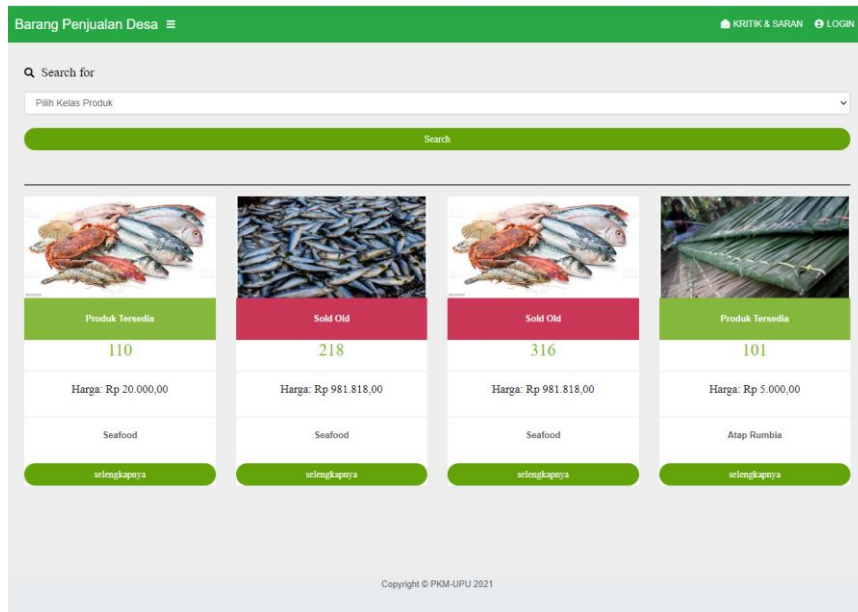 Barang Penjualan Desa
KRITIK & SARAN LOGIN
Search for
Pilih Kelas Produk
Search
Produk Tersedia
110
Harga: Rp 20.000,00
Seafood
selengkapnya
Sold Old
218
Harga: Rp 981.818,00
Seafood
selengkapnya
Sold Old
316
Harga: Rp 981.818,00
Seafood
selengkapnya
Produk Tersedia
101
Harga: Rp 5.000,00
Atap Rumbia
selengkapnya
Copyright © PKM-UPU 2021